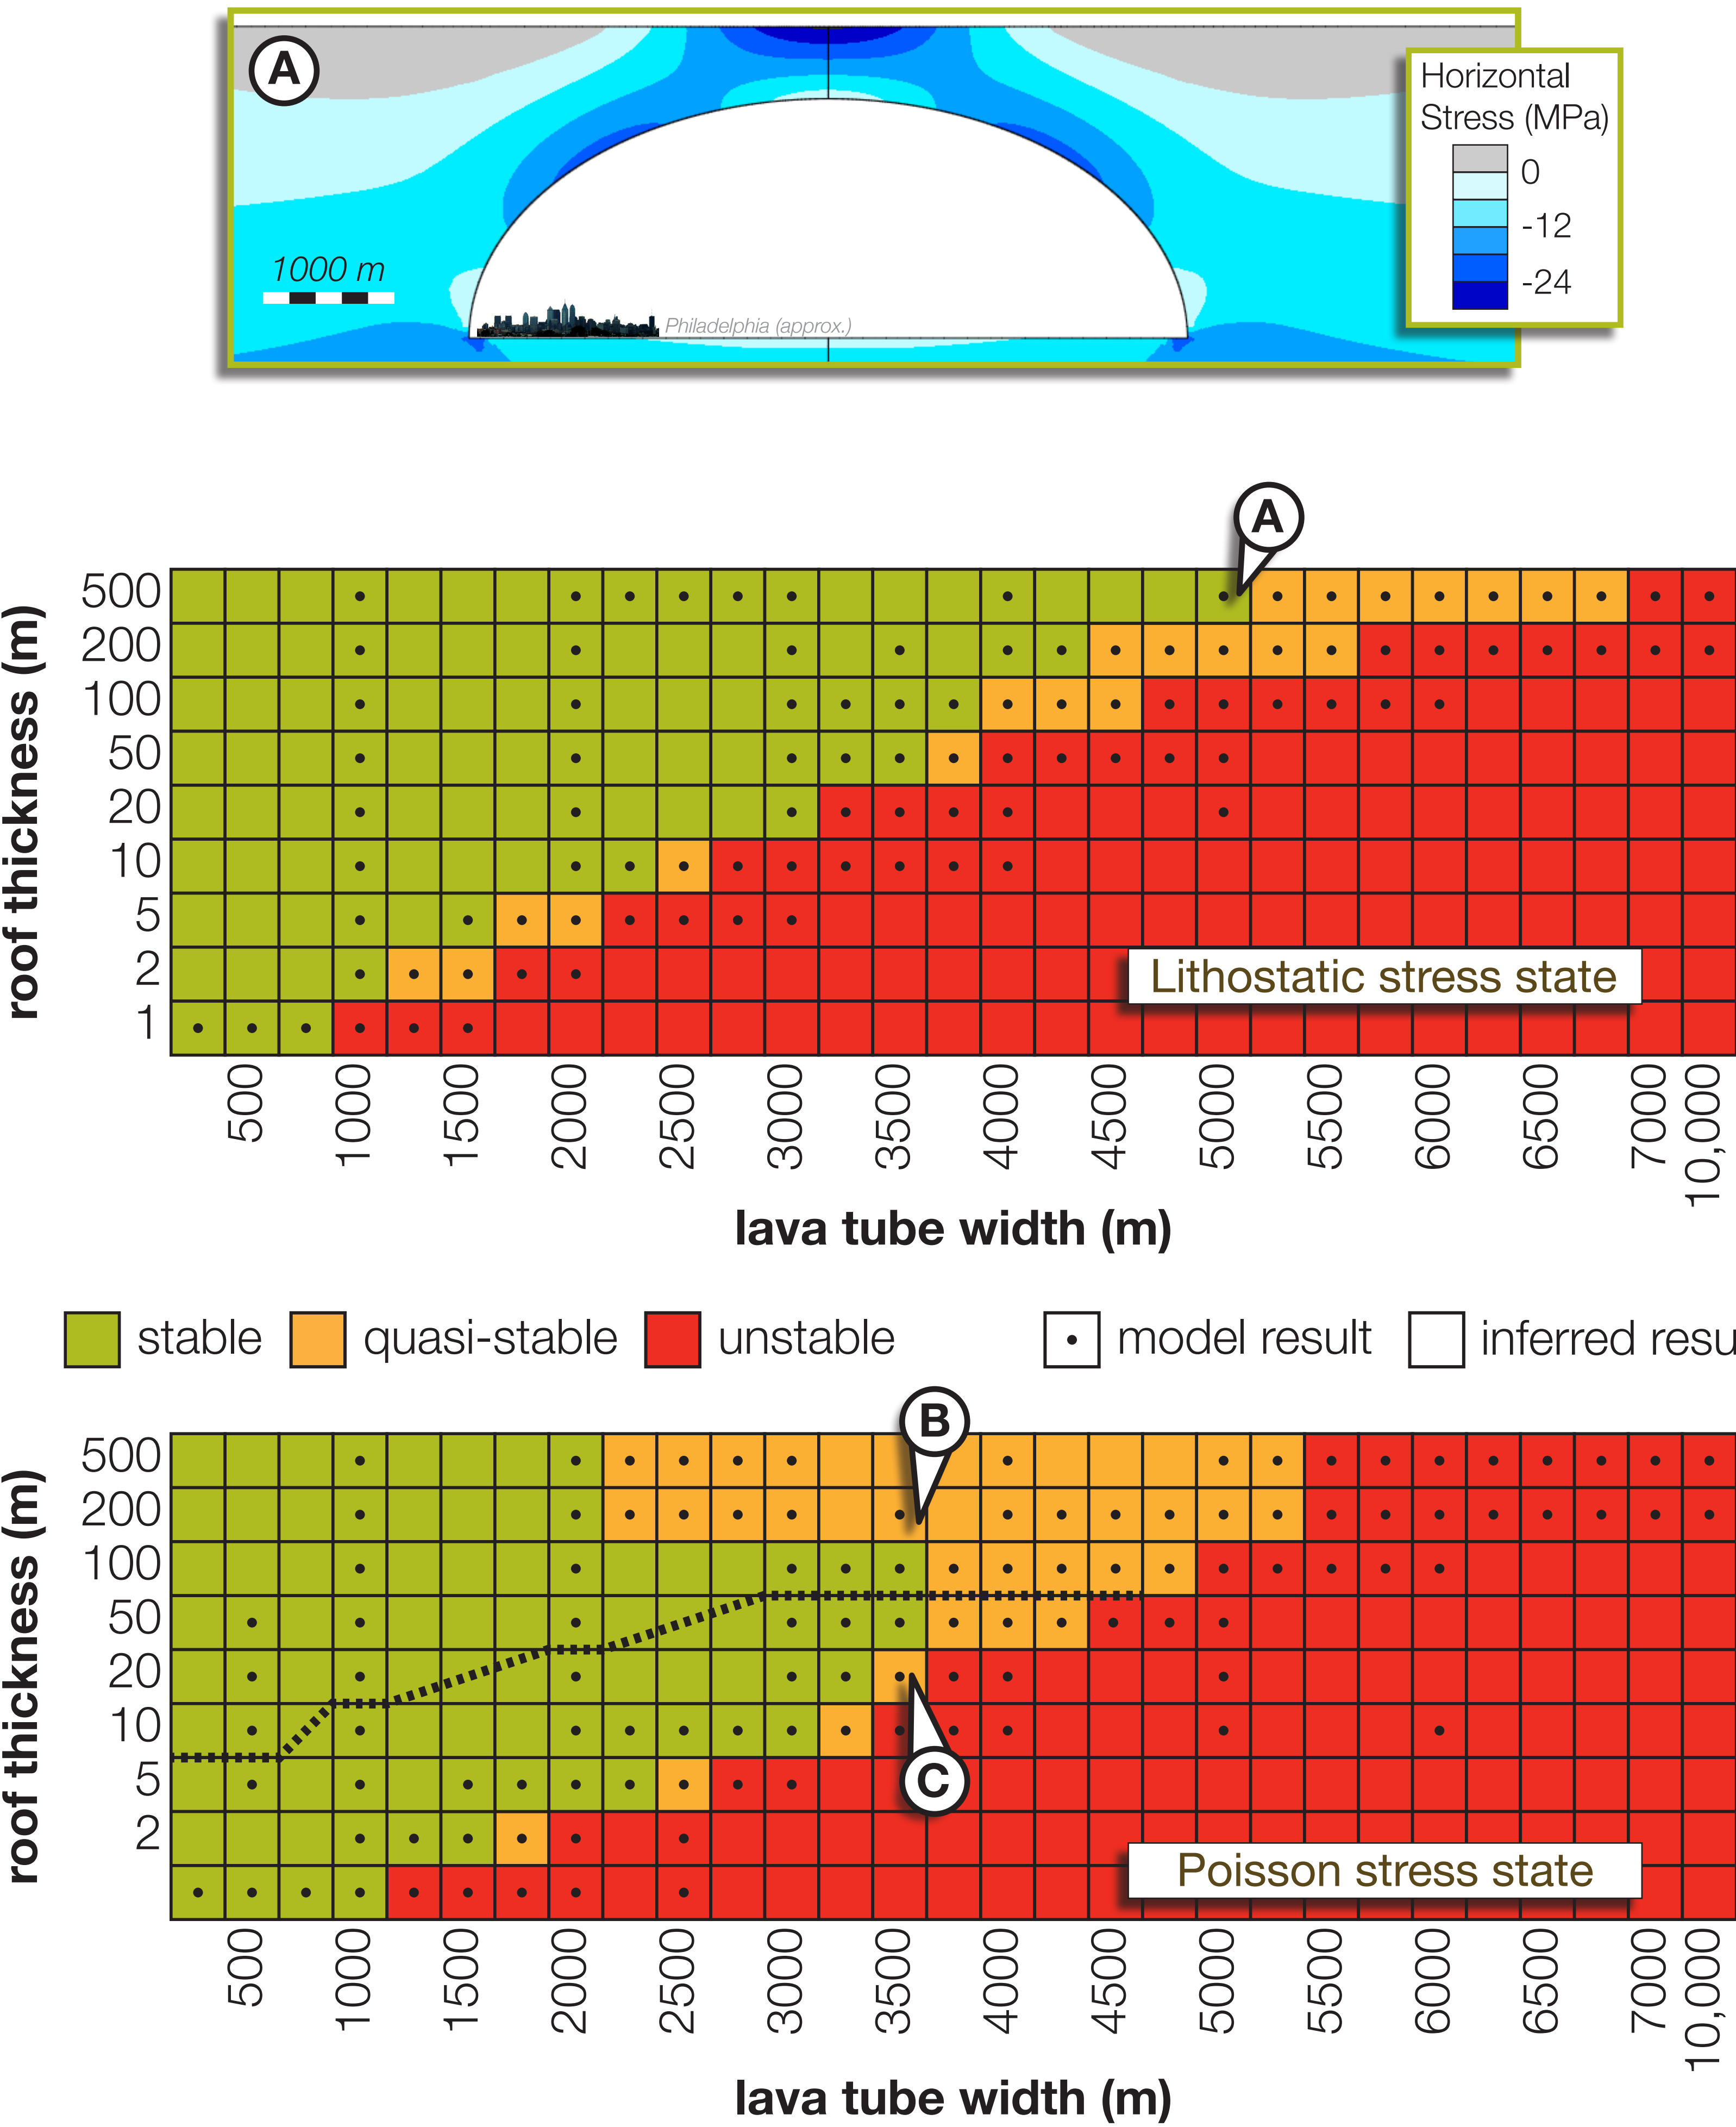 A
Horizontal
Stress (MPa)
0
-12
-24
1000 m
Philadelphia (approx.)
A
roof thickness (m)
500
200
100
50
20
10
5
2
1
Lithostatic stress state
500 1000 1500 2000 2500 3000 3500 4000 4500 5000 5500 6000 6500 7000 10,000
lava tube width (m)
stable quasi-stable unstable model result inferred resu
B
roof thickness (m)
500
200
100
50
20
10
5
2
C
Poisson stress state
500 1000 1500 2000 2500 3000 3500 4000 4500 5000 5500 6000 6500 7000 10,000
lava tube width (m)